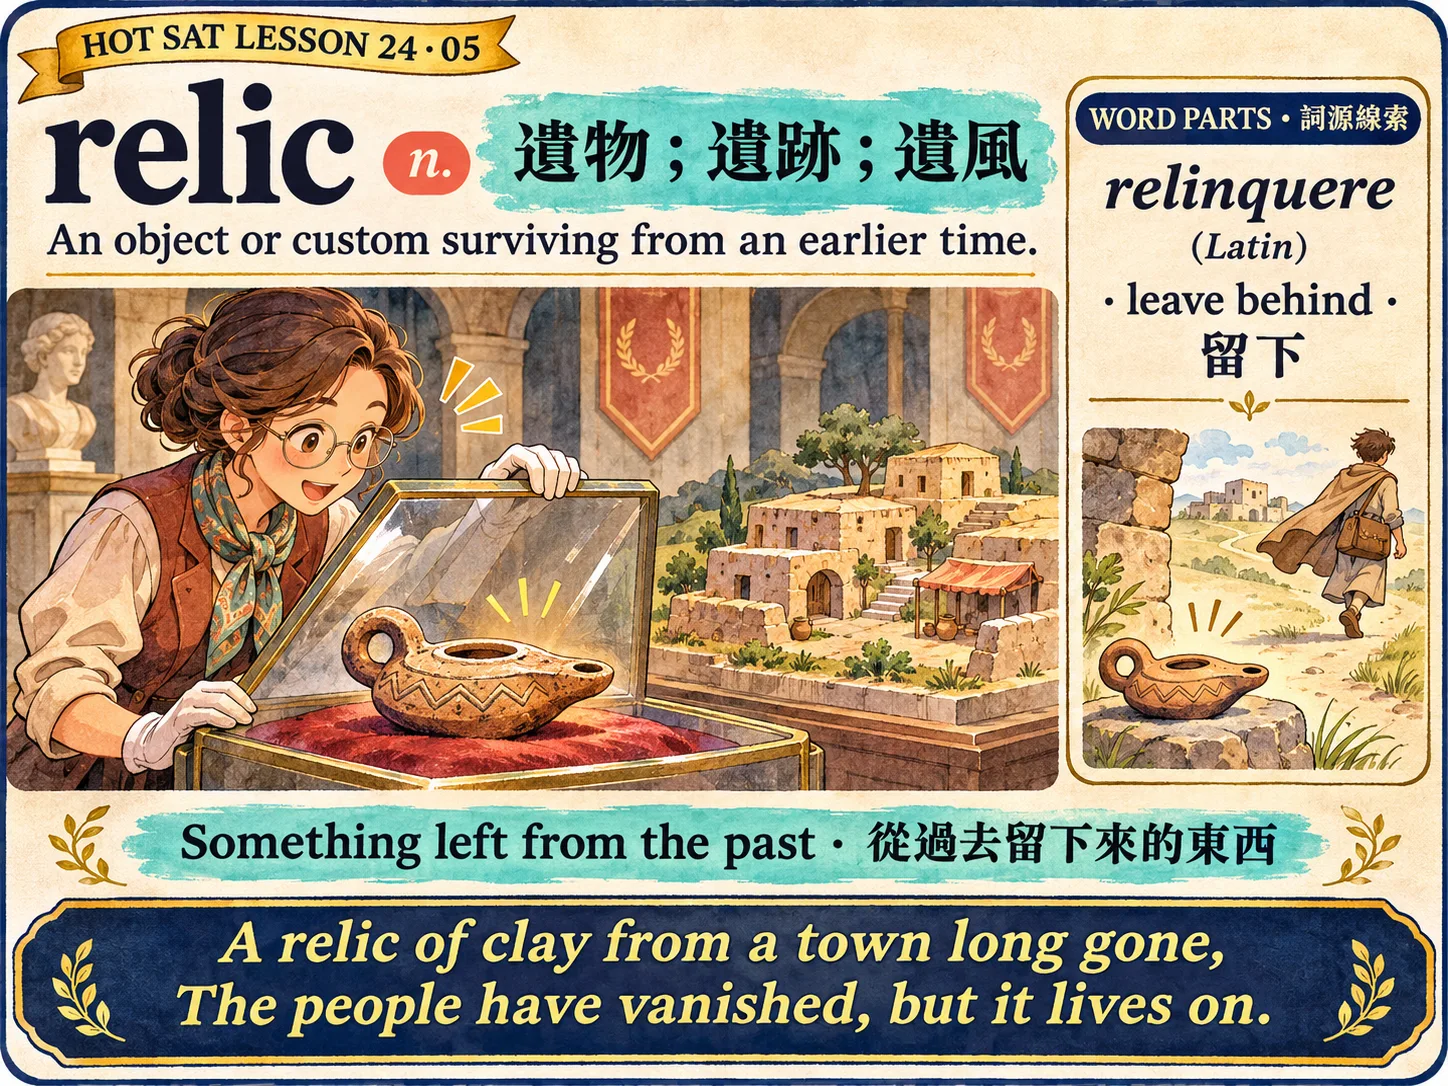 HOT SAT LESSON 24・05
relic n. 遺物；遺跡；遺風
An object or custom surviving from an earlier time.
WORD PARTS・詞源線索
relinquere
(Latin)
・leave behind・
留下
Something left from the past・從過去留下來的東西
A relic of clay from a town long gone,
The people have vanished, but it lives on.